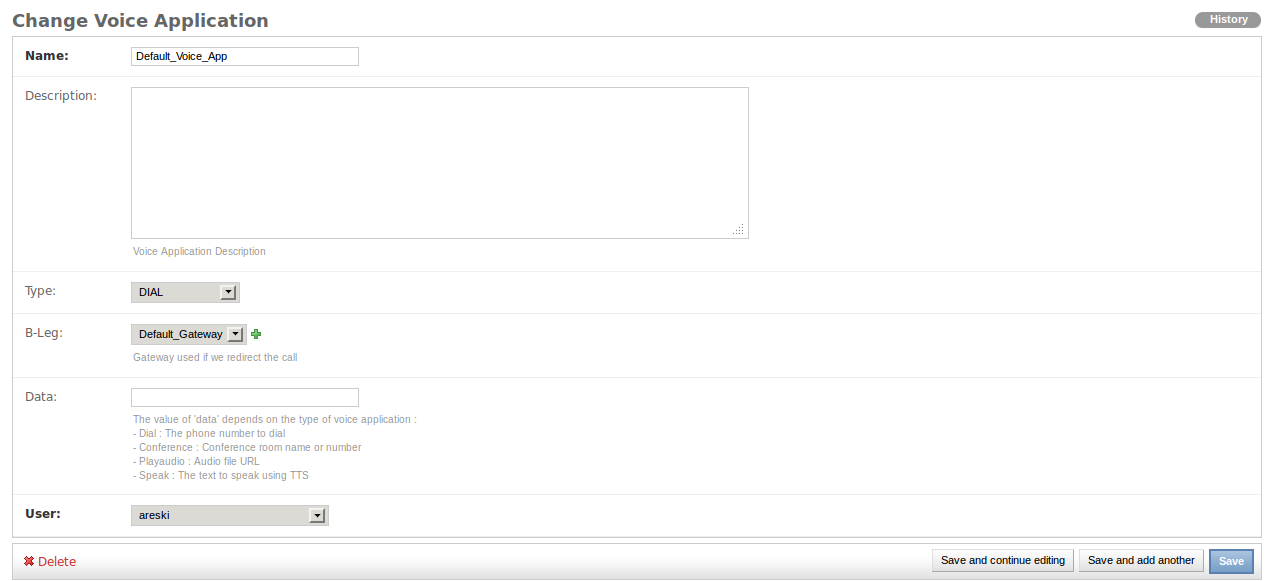 Change Voice Application
History
Name:
Default_Voice_App
Description:
Voice Application Description
Type:
DIAL
B-Leg:
Default_Gateway
Gateway used if we redirect the call
Data:
The value of 'data' depends on the type of voice application :
- Dial : The phone number to dial
- Conference : Conference room name or number
- Playaudio : Audio file URL
- Speak : The text to speak using TTS
User:
areski
Delete
Save and continue editing
Save and add another
Save